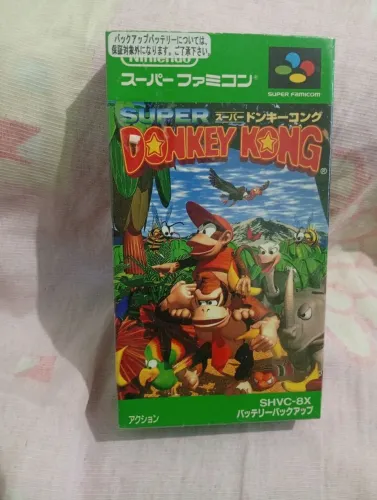 バックアップバッテリーについては、
保証対象外になります。ご了承下さい。
Nintendo
スーパーファミコン®
SUPER FAMICOM
SUPER スーパードンキーコング
DONKEY KONG®
SHVC-8X
アクション バッテリーバックアップ